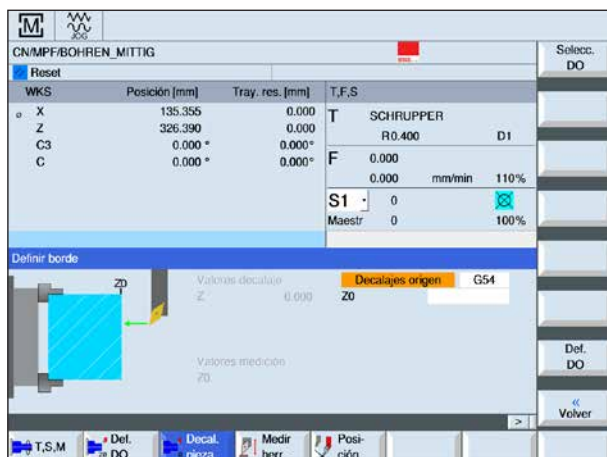 M
JOG
CN/MPF/BOHREN_MITTIG
Selecc.
DO
Reset
WKS Posición [mm] Tray. res. [mm] T,F,S
X 135.355 0.000
Z 326.390 0.000
C3 0.000 ° 0.000°
C 0.000 ° 0.000°
T SCHRUPPER
R0.400 D1
F 0.000
0.000 mm/min 110%
S1 0
Maestr 0 100%
Definir borde
Z0
Valores decalaje
Z 0.000
Decalajes origen G54
Z0
Valores medición
Z0
Def.
DO
«
Volver
>
T,S,M
Def.
DO
Decal.
pieza
Medir
herr.
Posi-
ción